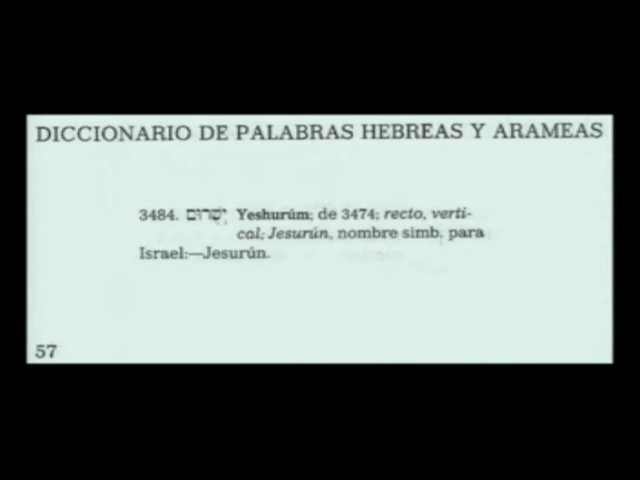 DICCIONARIO DE PALABRAS HEBREAS Y ARAMEAS
3484. יְשֻׁרוּם Yeshurúm; de 3474; recto, verti-
cal; Jesurún, nombre simb. para
Israel:—Jesurún.
57